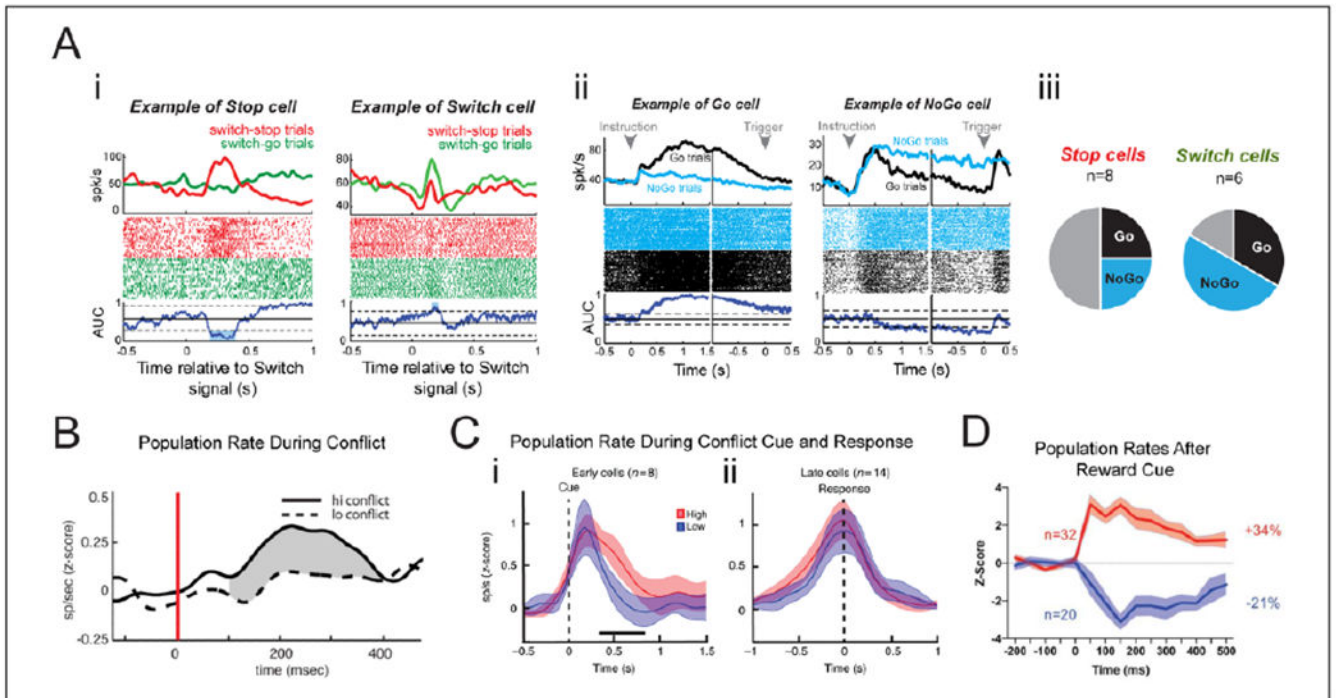 A
i
Example of Stop cell
switch-stop trials
switch-go trials
spk/s
100
50
0
AUC
1
0
-0.5 0 0.5 1
Time relative to Switch
signal (s)
Example of Switch cell
switch-stop trials
switch-go trials
80
60
40
1
0
-0.5 0 0.5 1
Time relative to Switch
signal (s)
ii
Example of Go cell
Instruction
Trigger
Go trials
NoGo trials
spk/s
80
40
0
AUC
1
0
-0.5 0 0.5 1 1.5 0 0.5
Time (s)
Example of NoGo cell
Instruction
Trigger
NoGo trials
Go trials
30
20
10
1
0
-0.5 0 0.5 1 1.5 0 0.5
Time (s)
iii
Stop cells
n=8
Go
NoGo
Switch cells
n=6
Go
NoGo
B
Population Rate During Conflict
hi conflict
lo conflict
sp/sec (z-score)
0.5
0.25
0
-0.25
0 200 400
time (msec)
C
Population Rate During Conflict Cue and Response
i
Early cells (n=8)
Cue
High
Low
sp/s (z-score)
1
0.5
0
-0.5 0 0.5 1 1.5
Time (s)
ii
Late cells (n=14)
Response
1
0.5
0
-1 -0.5 0 0.5 1
Time (s)
D
Population Rates After
Reward Cue
n=32
+34%
n=20
-21%
Z-Score
4
2
0
-2
-4
-200 -100 0 100 200 300 400 500
Time (ms)